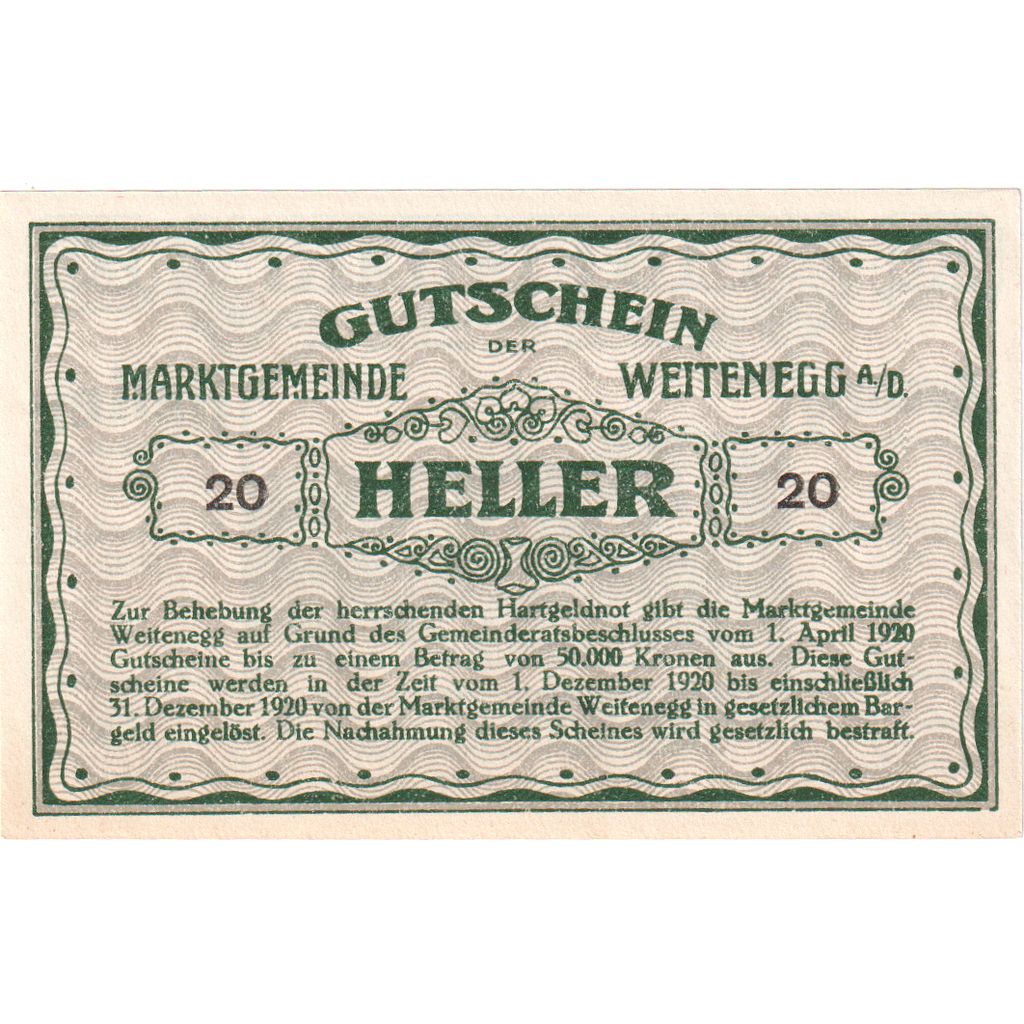 GUTSCHEIN
DER
MARKTGEMEINDE WEITENEGG A/D.
20 HELLER 20
Zur Behebung der herrschenden Hartgeldnot gibt die Marktgemeinde
Weitenegg auf Grund des Gemeinderatsbeschlusses vom 1. April 1920
Gutscheine bis zu einem Betrag von 50.000 Kronen aus. Diese Gut-
scheine werden in der Zeit vom 1. Dezember 1920 bis einschließlich
31. Dezember 1920 von der Marktgemeinde Weitenegg in gesetzlichem Bar-
geld eingelöst. Die Nachahmung dieses Scheines wird gesetzlich bestraft.